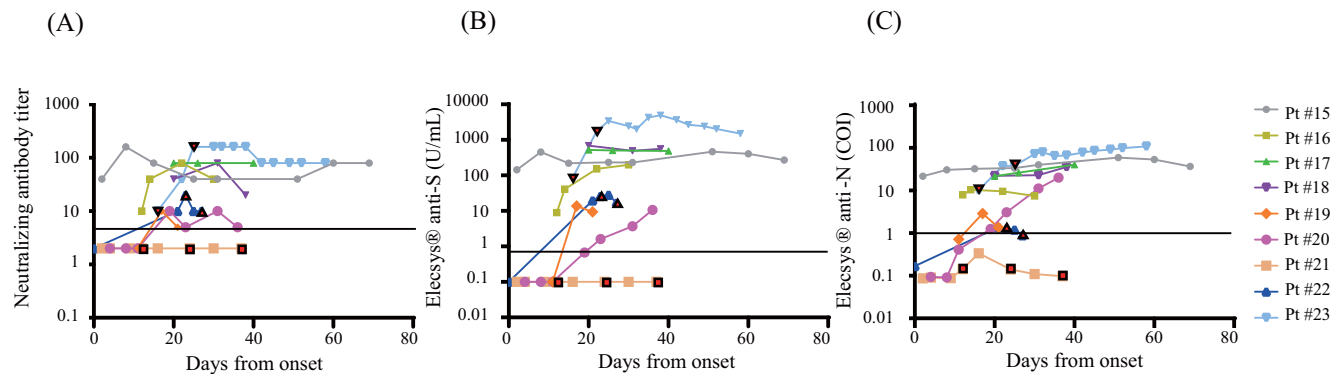 (A)
(B)
(C)
Neutralizing antibody titer
1000
100
10
1
0.1
0
20
40
60
80
Days from onset
Elecsys® anti-S (U/mL)
10000
1000
100
10
1
0.1
0.01
0
20
40
60
80
Days from onset
Elecsys® anti -N (COI)
1000
100
10
1
0.1
0.01
0
20
40
60
80
Days from onset
Pt #15
Pt #16
Pt #17
Pt #18
Pt #19
Pt #20
Pt #21
Pt #22
Pt #23